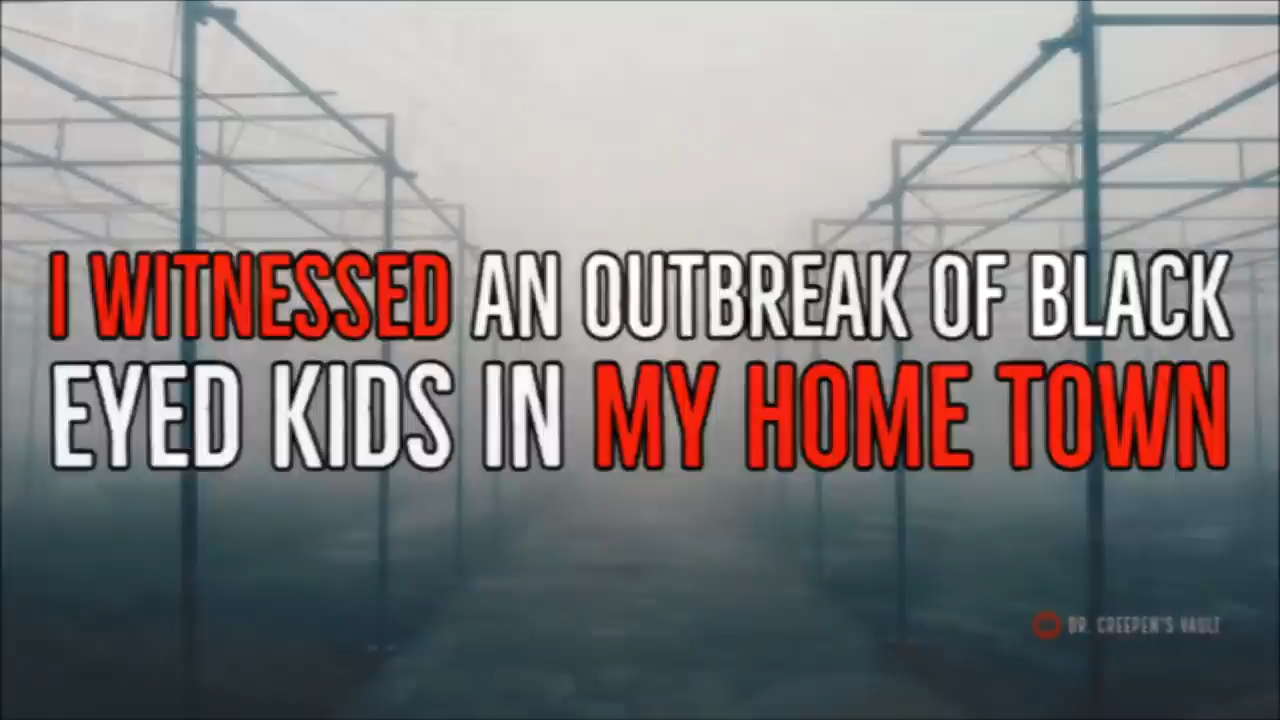 I WITNESSED AN OUTBREAK OF BLACK
EYED KIDS IN MY HOME TOWN
DR. CREEPEN'S VAULT